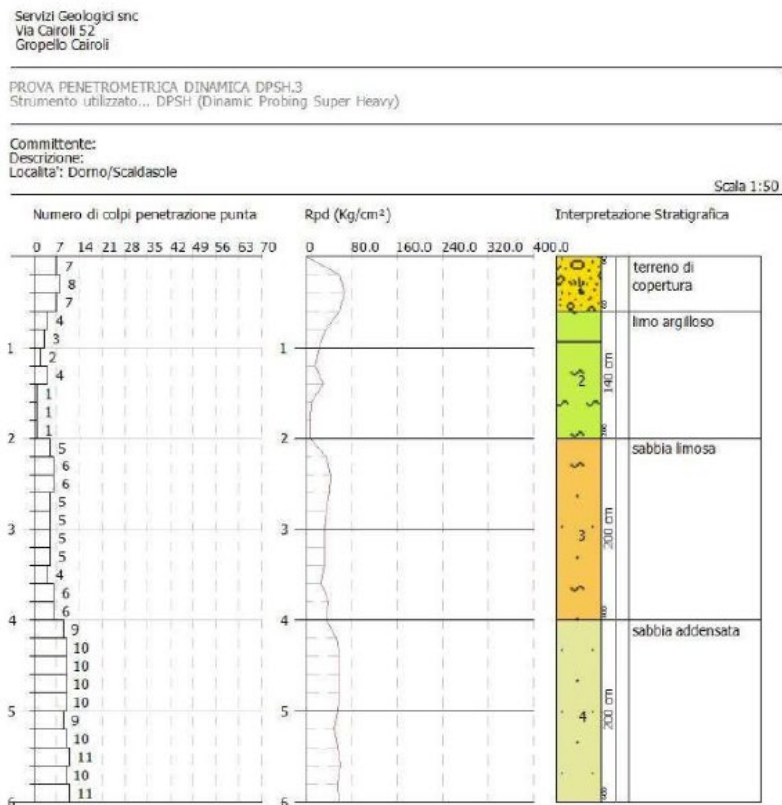 Servizi Geologici snc
Via Cairoli 52
Gropello Cairoli
PROVA PENETROMETRICA DINAMICA DPSH.3
Strumento utilizzato... DPSH (Dinamic Probing Super Heavy)
Committente:
Descrizione:
Localita': Dorno/Scaldasole
Scala 1:50
Numero di colpi penetrazione punta
Rpd (Kg/cm²)
Interpretazione Stratigrafica
0 7 14 21 28 35 42 49 56 63 70
0 80.0 160.0 240.0 320.0 400.0
7
8
7
4
3
1
2
4
1
1
1
2
5
6
6
5
5
3
5
5
4
6
6
4
9
10
10
10
10
5
9
10
11
10
11
6
1
2
3
4
5
6
terreno di
copertura
limo argilloso
2
140 cm
sabbia limosa
3
200 cm
sabbia addensata
4
200 cm